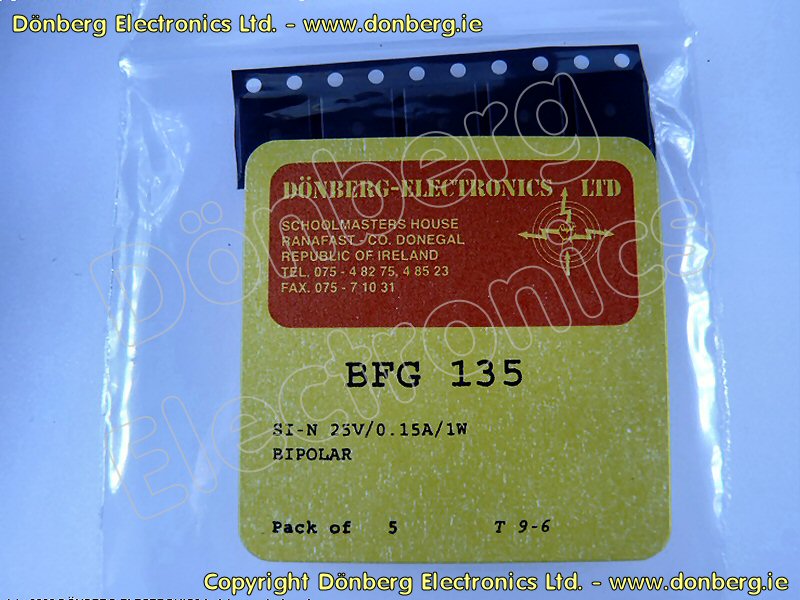 Dönberg Electronics Ltd. - www.donberg.ie
DÖNBERG-ELECTRONICS LTD
SCHOOLMASTERS HOUSE
RANAFAST - CO. DONEGAL
REPUBLIC OF IRELAND
TEL. 075 - 4 82 75, 4 85 23
FAX. 075 - 7 10 31
BFG 135
SI-N 25V/0.15A/1W
BIPOLAR
Pack of 5 T 9-6
Dönberg
Electronics
Copyright Dönberg Electronics Ltd. - www.donberg.ie